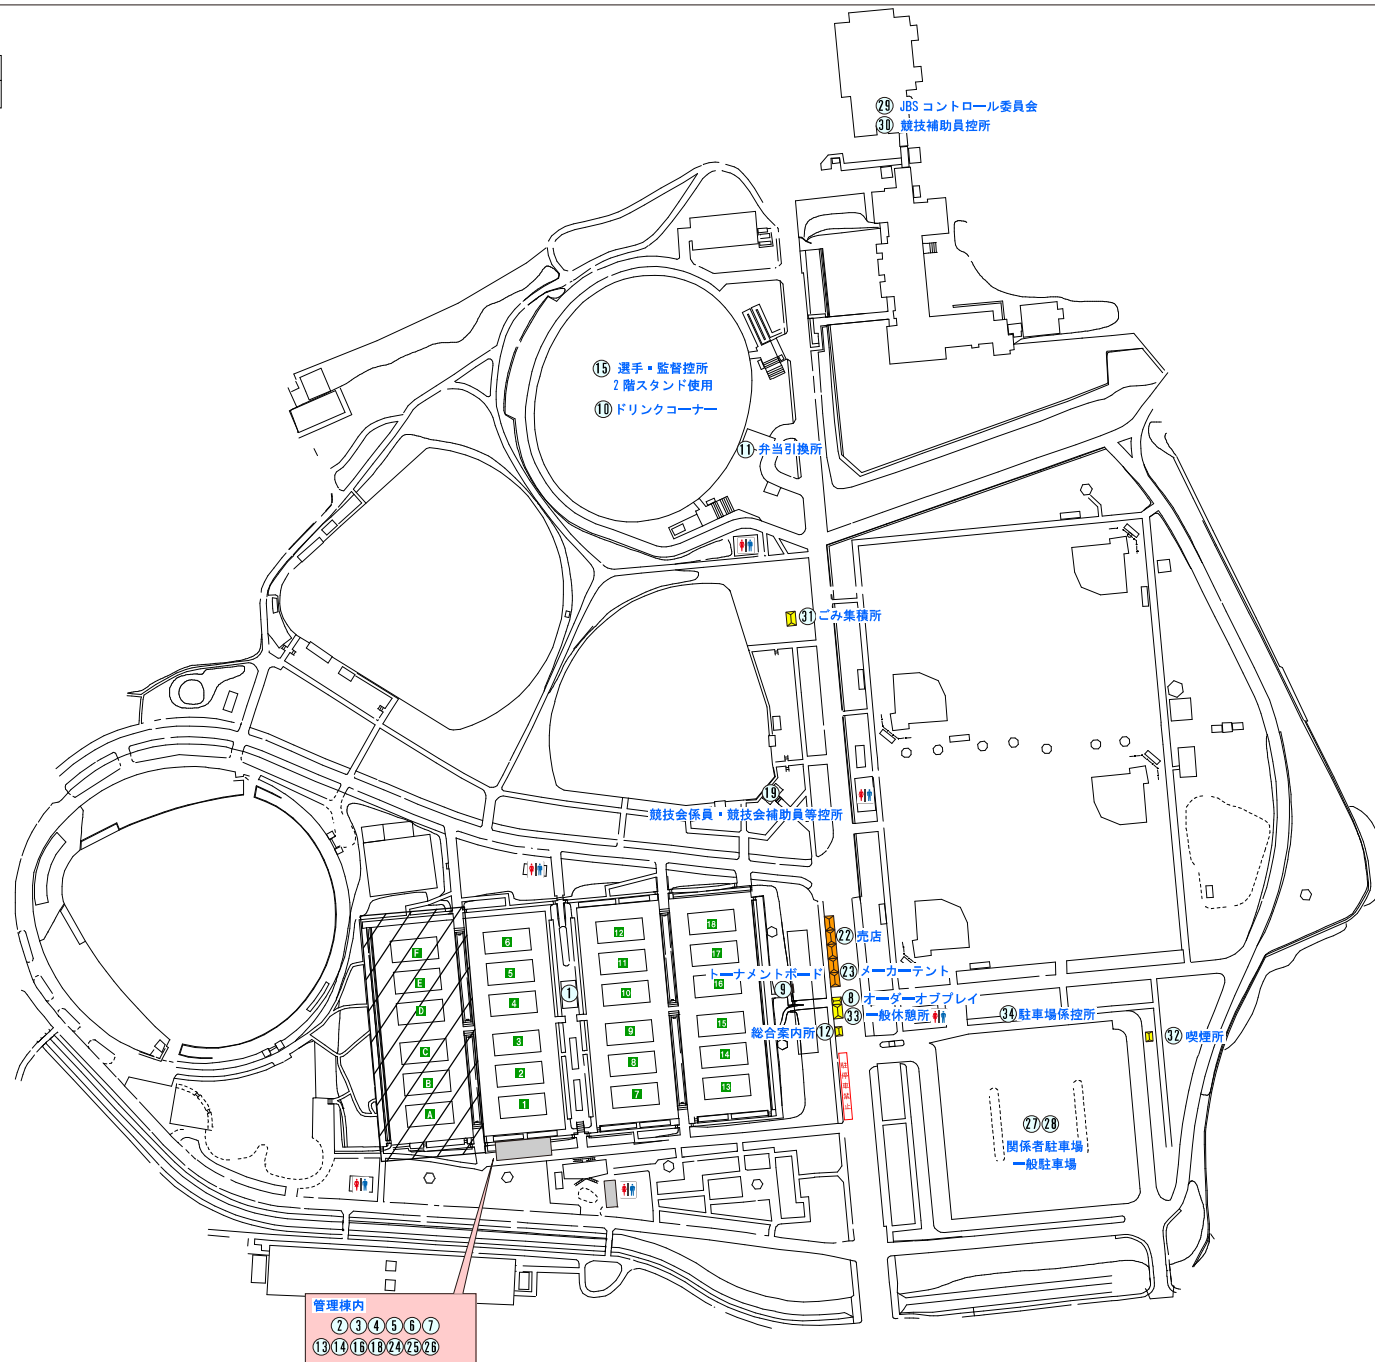 ㉙ JBS コントロール委員会
㉚ 競技補助員控所
⑮ 選手・監督控所
2 階スタンド使用
⑩ ドリンクコーナー
⑪ 弁当引換所
㉛ ごみ集積所
⑲
競技会係員・競技会補助員等控所
F
E
D
C
B
A
6
5
4
3
2
1
①
12
11
10
9
8
7
18
17
16
15
14
13
トーナメントボード
⑨
㉒ 売店
㉓ メーカーテント
⑧ オーダーオブプレイ
㉝ 一般休憩所
総合案内所 ⑫
駐停車禁止
㉞ 駐車場係控所
㉜ 喫煙所
㉗㉘
関係者駐車場
一般駐車場
管理棟内
②③④⑤⑥⑦
⑬⑭⑯⑱㉔㉕㉖